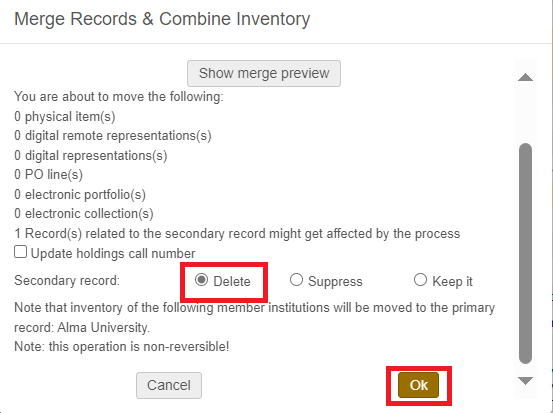 Merge Records & Combine Inventory
Show merge preview
You are about to move the following:
0 physical item(s)
0 digital remote representations(s)
0 digital representations(s)
0 PO line(s)
0 electronic portfolio(s)
0 electronic collection(s)
1 Record(s) related to the secondary record might get affected by the process
Update holdings call number
Secondary record: Delete Suppress Keep it
Note that inventory of the following member institutions will be moved to the primary
record: Alma University.
Note: this operation is non-reversible!
Cancel Ok